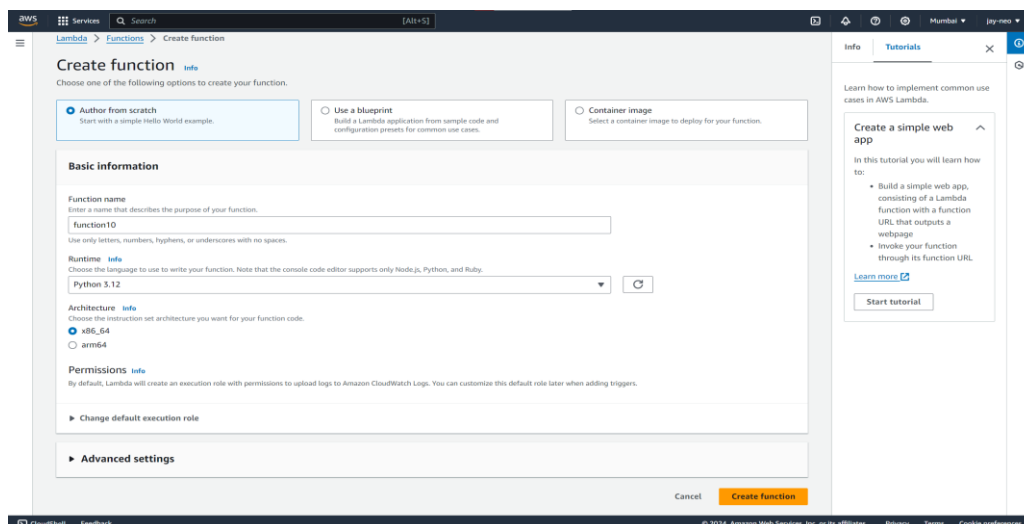 aws
Services
Search
[Alt+S]
Mumbai
jay-neo
Lambda > Functions > Create function
Create function Info
Choose one of the following options to create your function.
Author from scratch
Start with a simple Hello World example.
Use a blueprint
Build a Lambda application from sample code and
configuration presets for common use cases.
Container image
Select a container image to deploy for your function.
Basic information
Function name
Enter a name that describes the purpose of your function.
function10
Use only letters, numbers, hyphens, or underscores with no spaces.
Runtime Info
Choose the language to use to write your function. Note that the console code editor supports only Node.js, Python, and Ruby.
Python 3.12
Architecture Info
Choose the instruction set architecture you want for your function code.
x86_64
arm64
Permissions Info
By default, Lambda will create an execution role with permissions to upload logs to Amazon CloudWatch Logs. You can customize this default role later when adding triggers.
Change default execution role
Advanced settings
Cancel
Create function
Info
Tutorials
Learn how to implement common use
cases in AWS Lambda.
Create a simple web
app
In this tutorial you will learn how
to:
• Build a simple web app,
consisting of a Lambda
function with a function
URL that outputs a
webpage
• Invoke your function
through its function URL
Learn more
Start tutorial
CloudShell
Feedback
© 2024, Amazon Web Services, Inc. or its affiliates.
Privacy
Terms
Cookie preferences